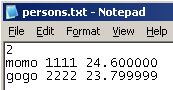 persons.txt - Notepad
File Edit Format View Help
2
momo 1111 24.600000
gogo 2222 23.799999